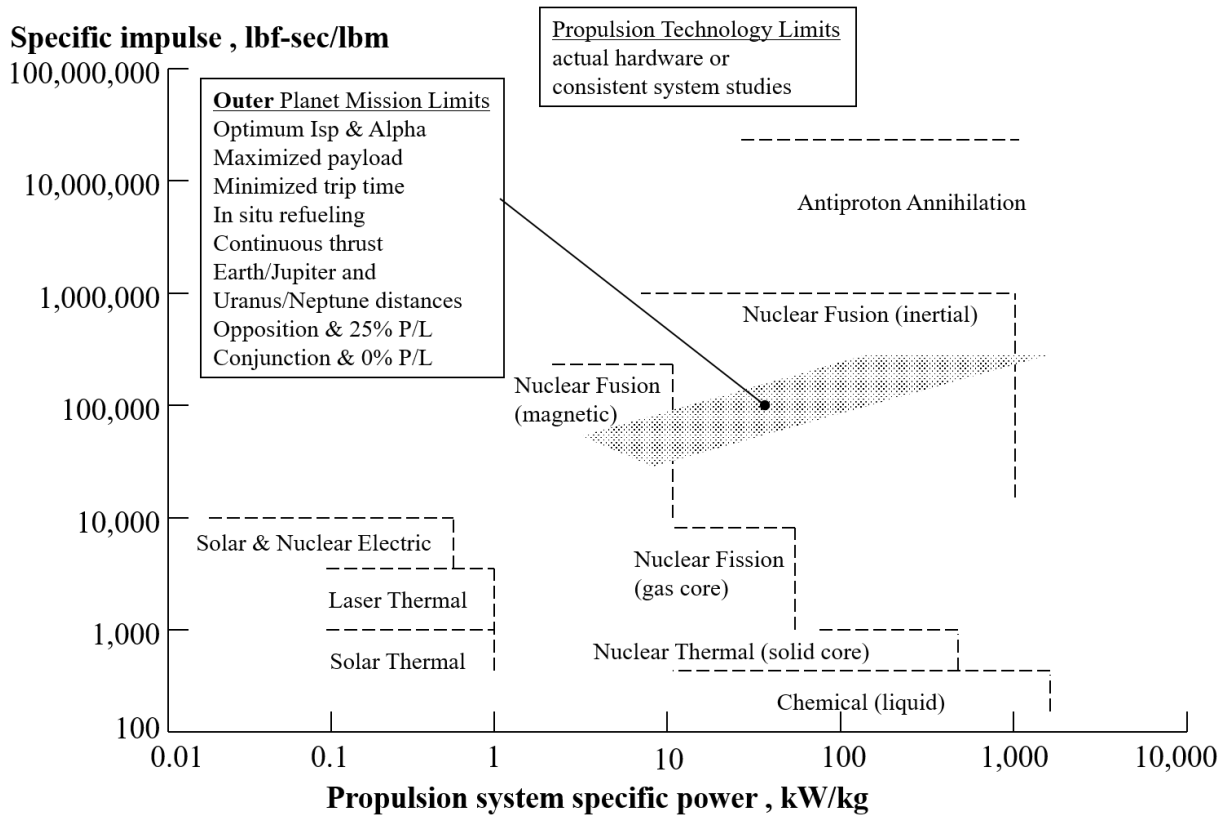 Specific impulse , lbf-sec/lbm
Propulsion Technology Limits
actual hardware or
consistent system studies
Outer Planet Mission Limits
Optimum Isp & Alpha
Maximized payload
Minimized trip time
In situ refueling
Continuous thrust
Earth/Jupiter and
Uranus/Neptune distances
Opposition & 25% P/L
Conjunction & 0% P/L
100,000,000
10,000,000
1,000,000
100,000
10,000
1,000
100
Antiproton Annihilation
Nuclear Fusion (inertial)
Nuclear Fusion
(magnetic)
Solar & Nuclear Electric
Laser Thermal
Solar Thermal
Nuclear Fission
(gas core)
Nuclear Thermal (solid core)
Chemical (liquid)
0.01
0.1
1
10
100
1,000
10,000
Propulsion system specific power , kW/kg